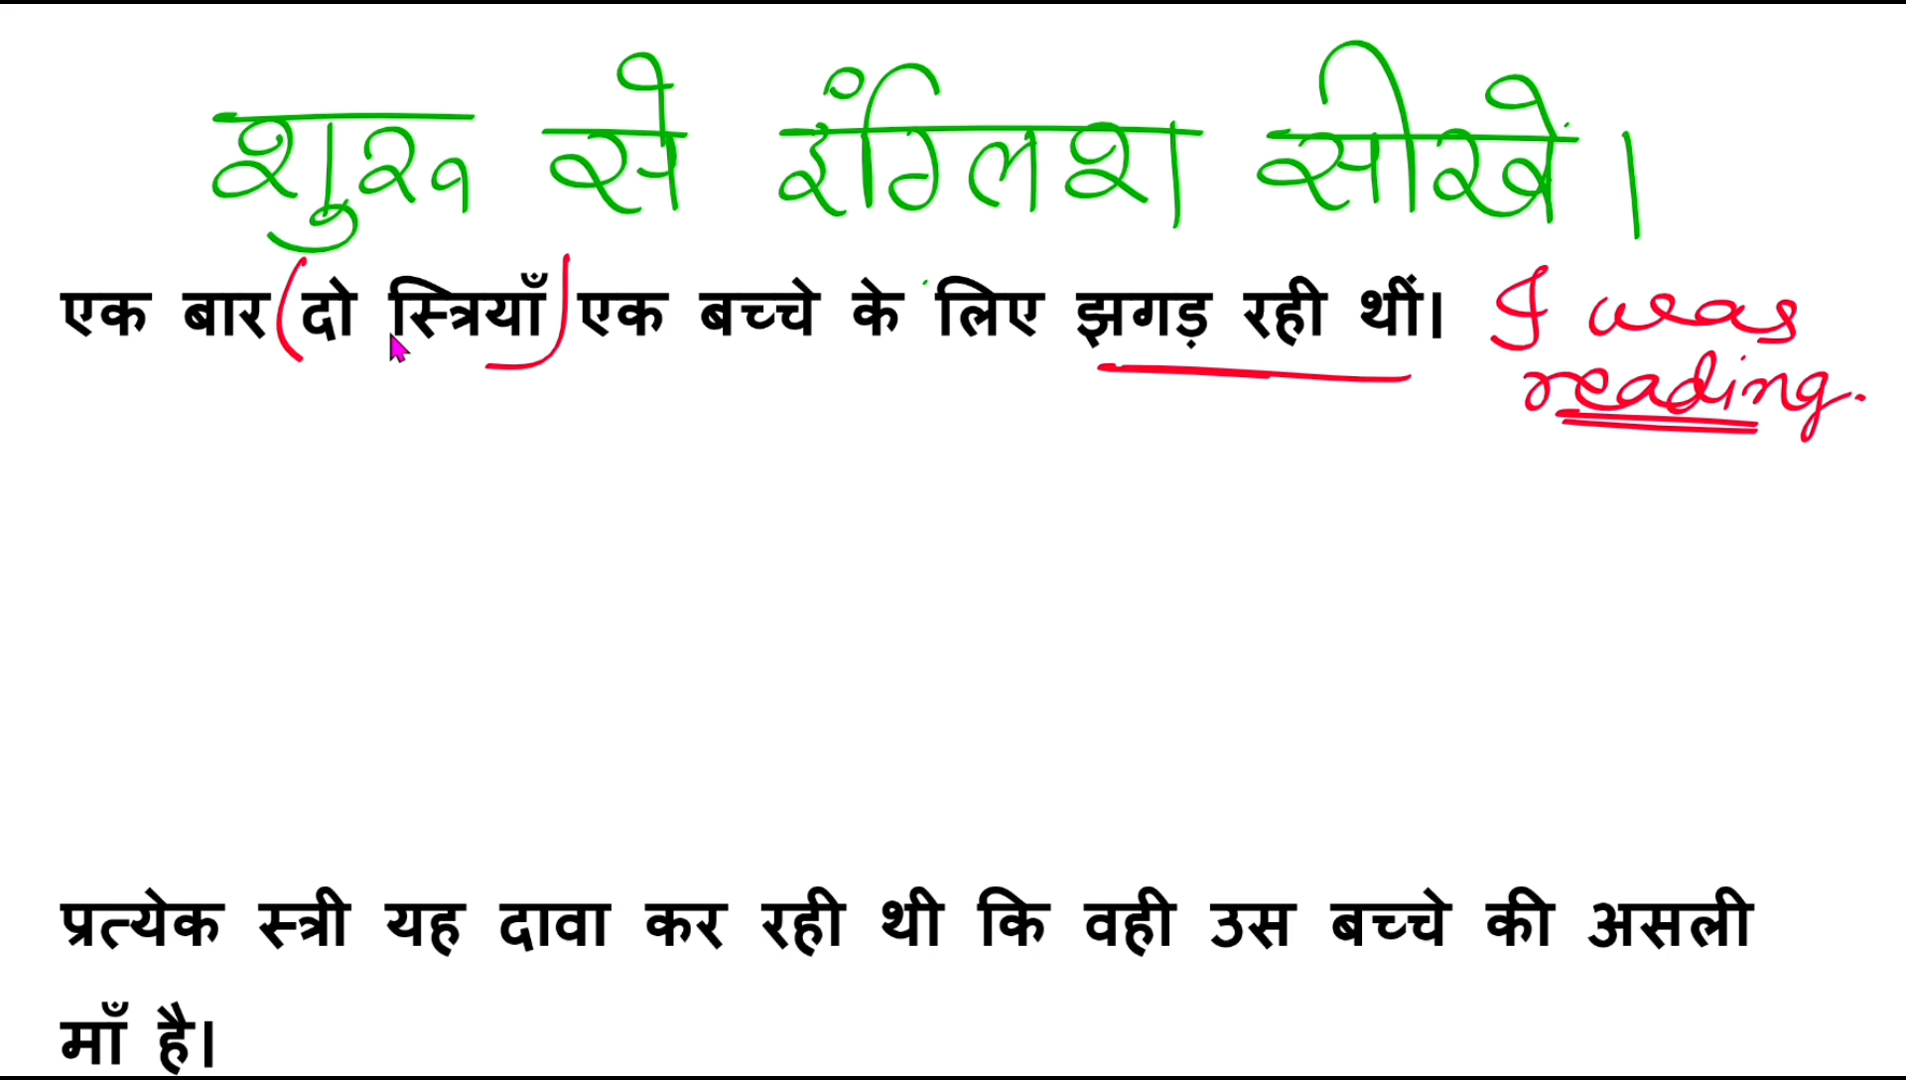 शुरू से इंग्लिश सीखें।
एक बार (दो स्त्रियाँ) एक बच्चे के लिए झगड़ रही थीं। I was
reading.
प्रत्येक स्त्री यह दावा कर रही थी कि वही उस बच्चे की असली
माँ है।